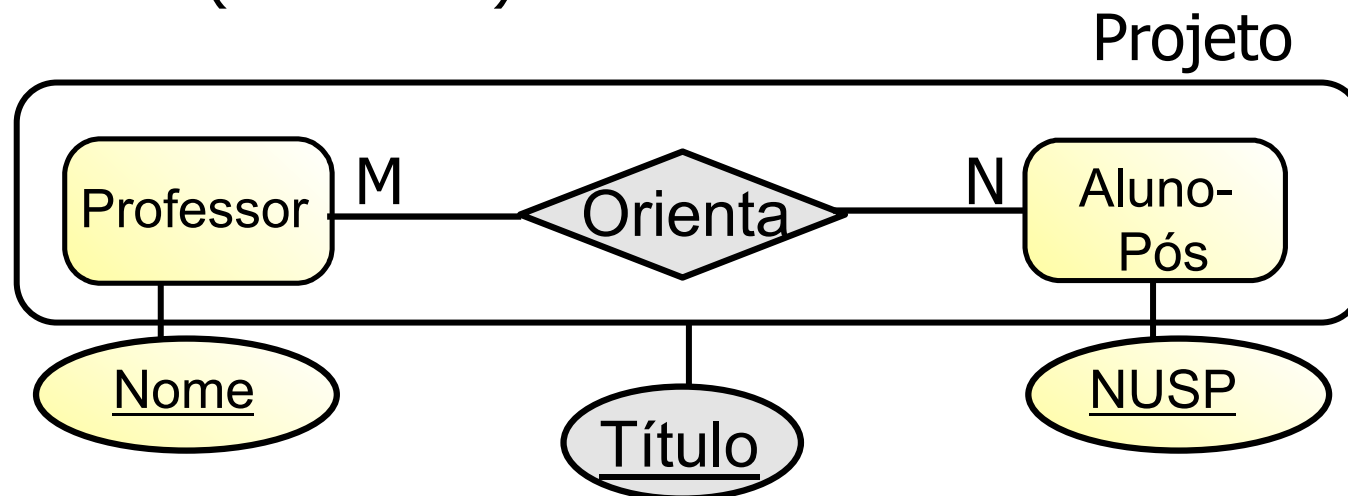 Projeto
Professor
M
Orienta
N
Aluno-
Pós
Nome
Título
NUSP